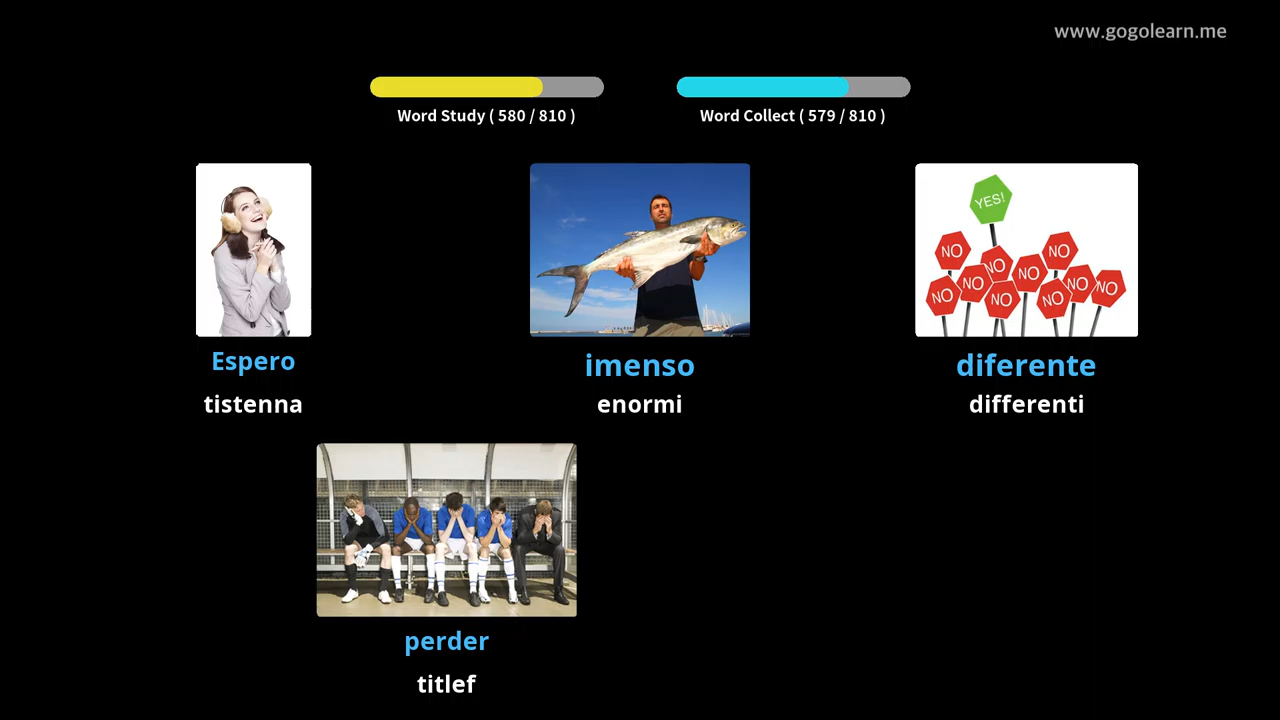 www.gogolearn.me
Word Study ( 580 / 810 )
Word Collect ( 579 / 810 )
YES!
NO
NO
NO
NO
NO
NO
NO
NO
NO
NO
Espero
tistenna
imenso
enormi
diferente
differenti
perder
titlef